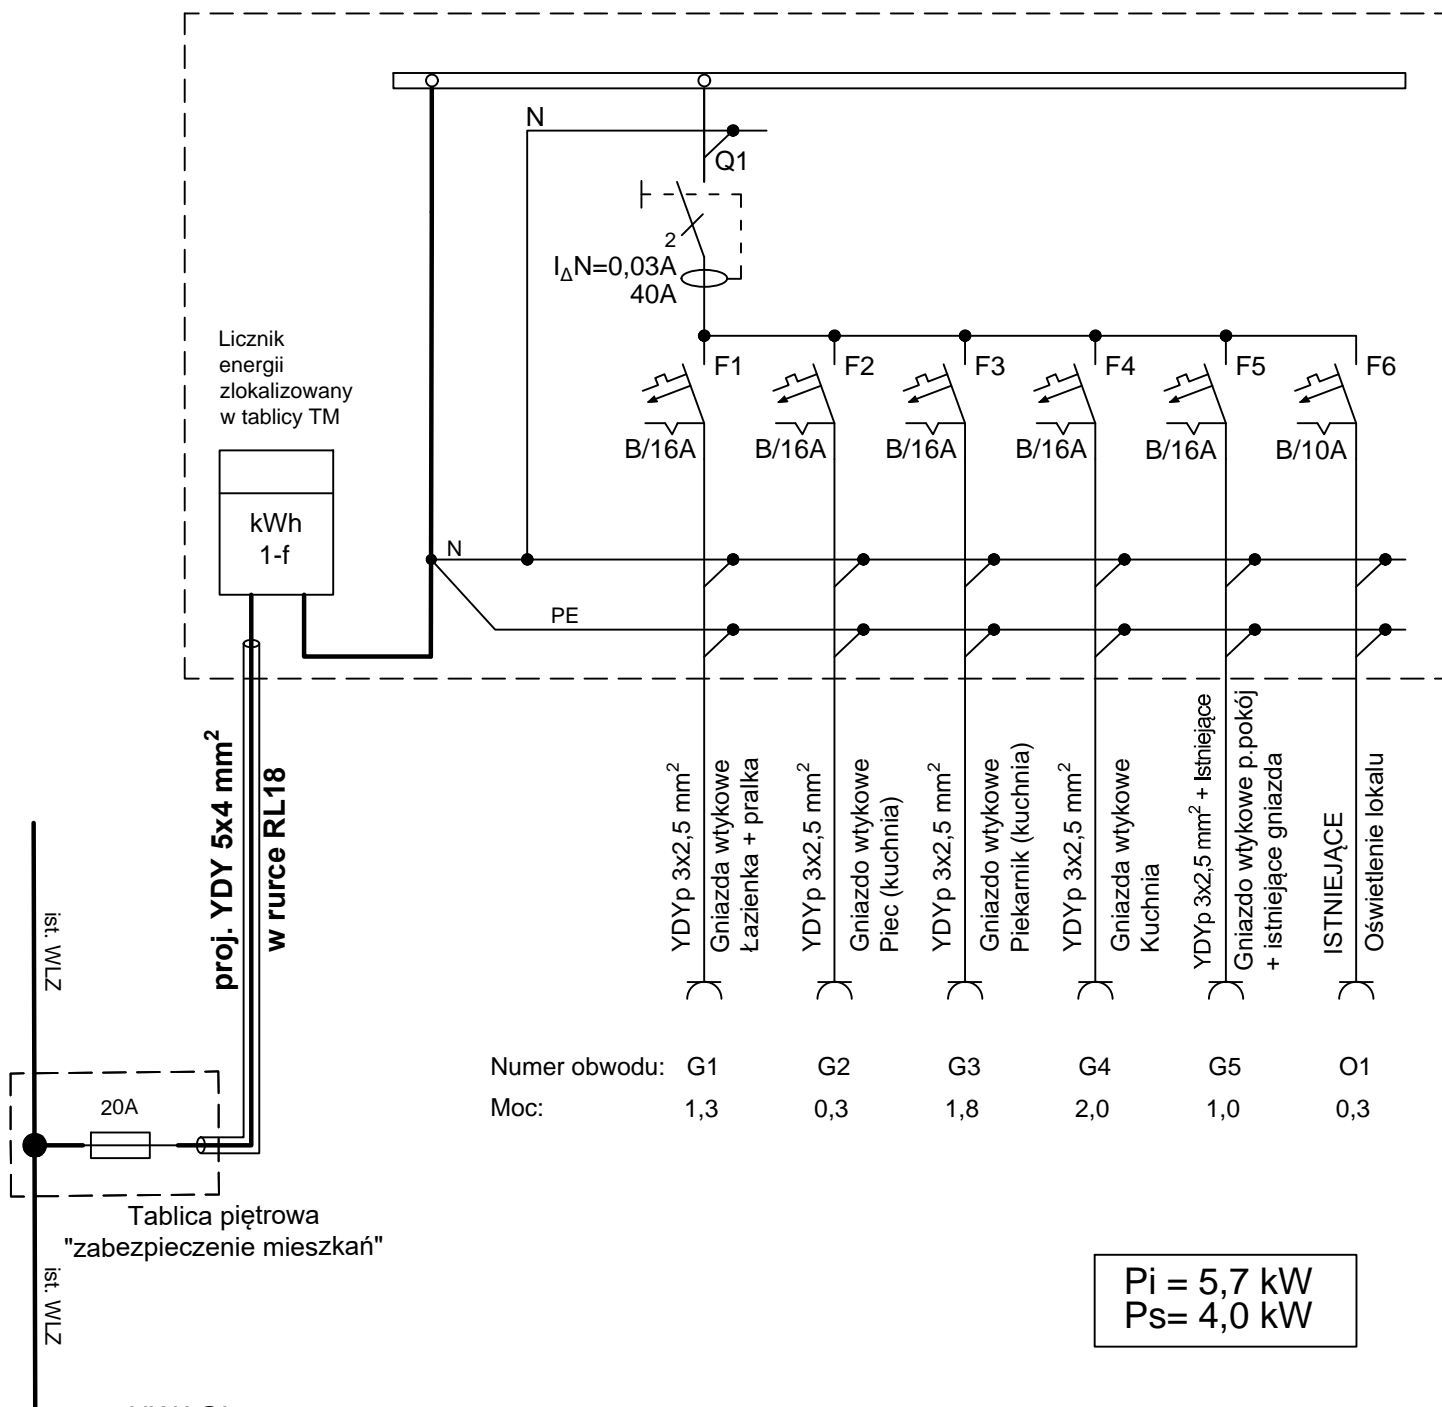 N
Q1
2
I∆N=0,03A
40A
Licznik
energii
zlokalizowany
w tablicy TM
F1
F2
F3
F4
F5
F6
B/16A
B/16A
B/16A
B/16A
B/16A
B/10A
kWh
1-f
N
PE
proj. YDY 5x4 mm²
w rurce RL18
YDYp 3x2,5 mm²
Gniazda wtykowe
Łazienka + pralka
YDYp 3x2,5 mm²
Gniazdo wtykowe
Piec (kuchnia)
YDYp 3x2,5 mm²
Gniazdo wtykowe
Piekarnik (kuchnia)
YDYp 3x2,5 mm²
Gniazda wtykowe
Kuchnia
YDYp 3x2,5 mm² + Istniejące
Gniazdo wtykowe p.pokój
+ istniejące gniazda
ISTNIEJĄCE
Oświetlenie lokalu
ist. WLZ
Numer obwodu: G1 G2 G3 G4 G5 O1
Moc: 1,3 0,3 1,8 2,0 1,0 0,3
20A
Tablica piętrowa
"zabezpieczenie mieszkań"
ist. WLZ
Pi = 5,7 kW
Ps= 4,0 kW